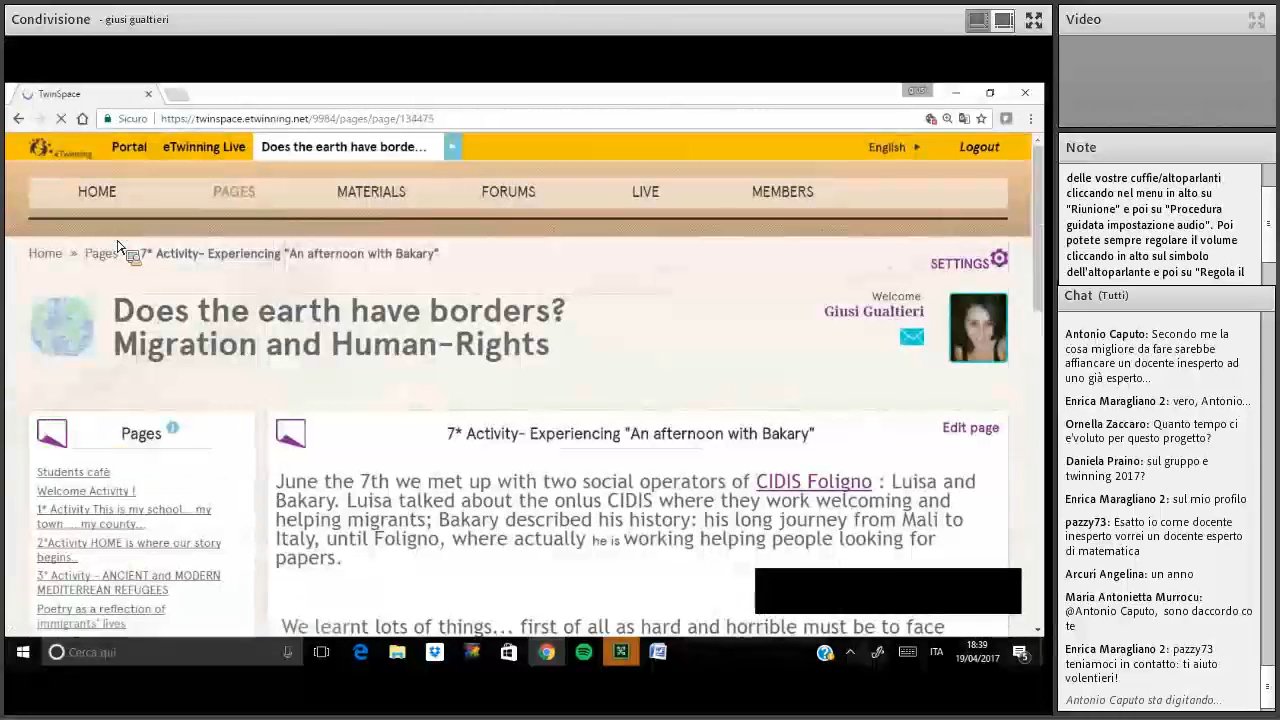 Condivisione - giusi gualtieri
TwinSpace
giusi
Sicuro https://twinspace.etwinning.net/9984/pages/page/134475
eTwinning Portal eTwinning Live Does the earth have borde... English Logout
HOME PAGES MATERIALS FORUMS LIVE MEMBERS
Home » Pages 7* Activity- Experiencing "An afternoon with Bakary"
SETTINGS
Does the earth have borders?
Migration and Human-Rights
Welcome
Giusi Gualtieri
Pages
Students cafè
Welcome Activity !
1* Activity This is my school... my
town .... my county...
2*Activity HOME is where our story
begins..
3* Activity - ANCIENT and MODERN
MEDITERREAN REFUGEES
Poetry as a reflection of
immigrants' lives
7* Activity- Experiencing "An afternoon with Bakary"
Edit page
June the 7th we met up with two social operators of CIDIS Foligno : Luisa and
Bakary. Luisa talked about the onlus CIDIS where they work welcoming and
helping migrants; Bakary described his history: his long journey from Mali to
Italy, until Foligno, where actually he is working helping people looking for
papers.
We learnt lots of things... first of all as hard and horrible must be to face
Cerca qui
ITA
18:39
19/04/2017
5
Video
Note
delle vostre cuffie/altoparlanti
cliccando nel menu in alto su
"Riunione" e poi su "Procedura
guidata impostazione audio". Poi
potete sempre regolare il volume
cliccando in alto sul simbolo
dell'altoparlante e poi su "Regola il
Chat (Tutti)
Antonio Caputo: Secondo me la
cosa migliore da fare sarebbe
affiancare un docente inesperto ad
uno già esperto...
Enrica Maragliano 2: vero, Antonio...
Ornella Zaccaro: Quanto tempo ci
e'voluto per questo progetto?
Daniela Praino: sul gruppo e
twinning 2017?
Enrica Maragliano 2: sul mio profilo
pazzy73: Esatto io come docente
inesperto vorrei un docente esperto
di matematica
Arcuri Angelina: un anno
Maria Antonietta Murrocu:
@Antonio Caputo, sono daccordo co
te
Enrica Maragliano 2: pazzy73
teniamoci in contatto: ti aiuto
volentieri!
Antonio Caputo sta digitando...